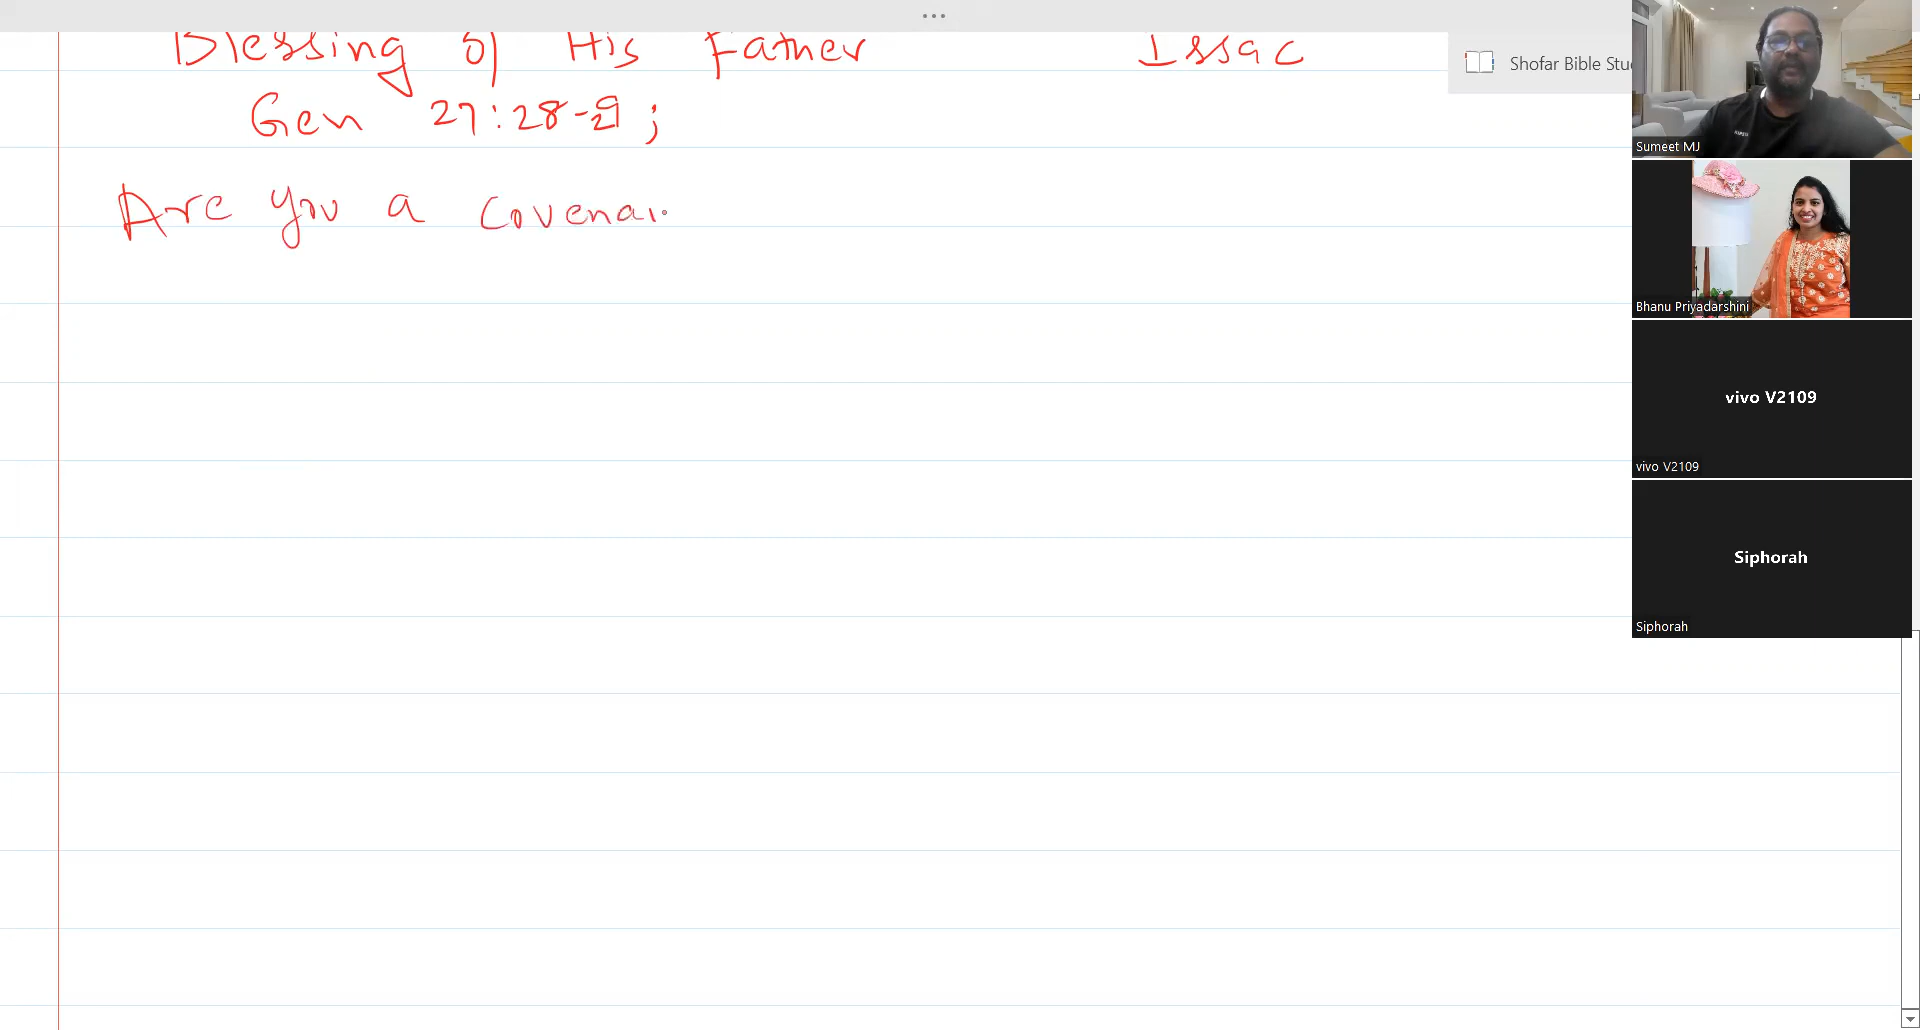 Blessing of His Father Issac
Gen 27:28-29;
Are you a covena
Shofar Bible Stu
Sumeet MJ
Bhanu Priyadarshini
vivo V2109
vivo V2109
Siphorah
Siphorah